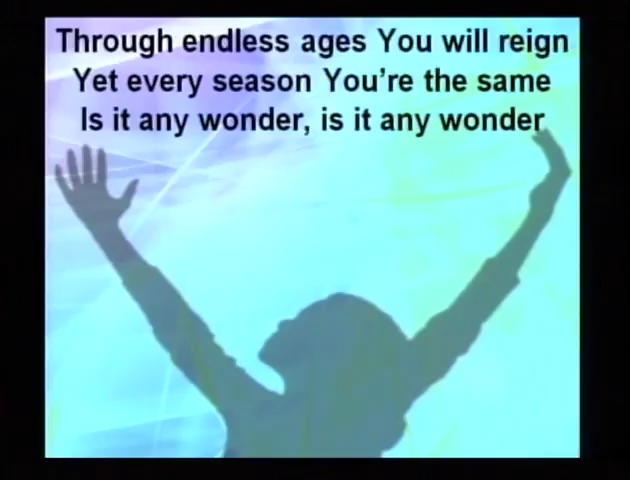 Through endless ages You will reign
Yet every season You're the same
Is it any wonder, is it any wonder